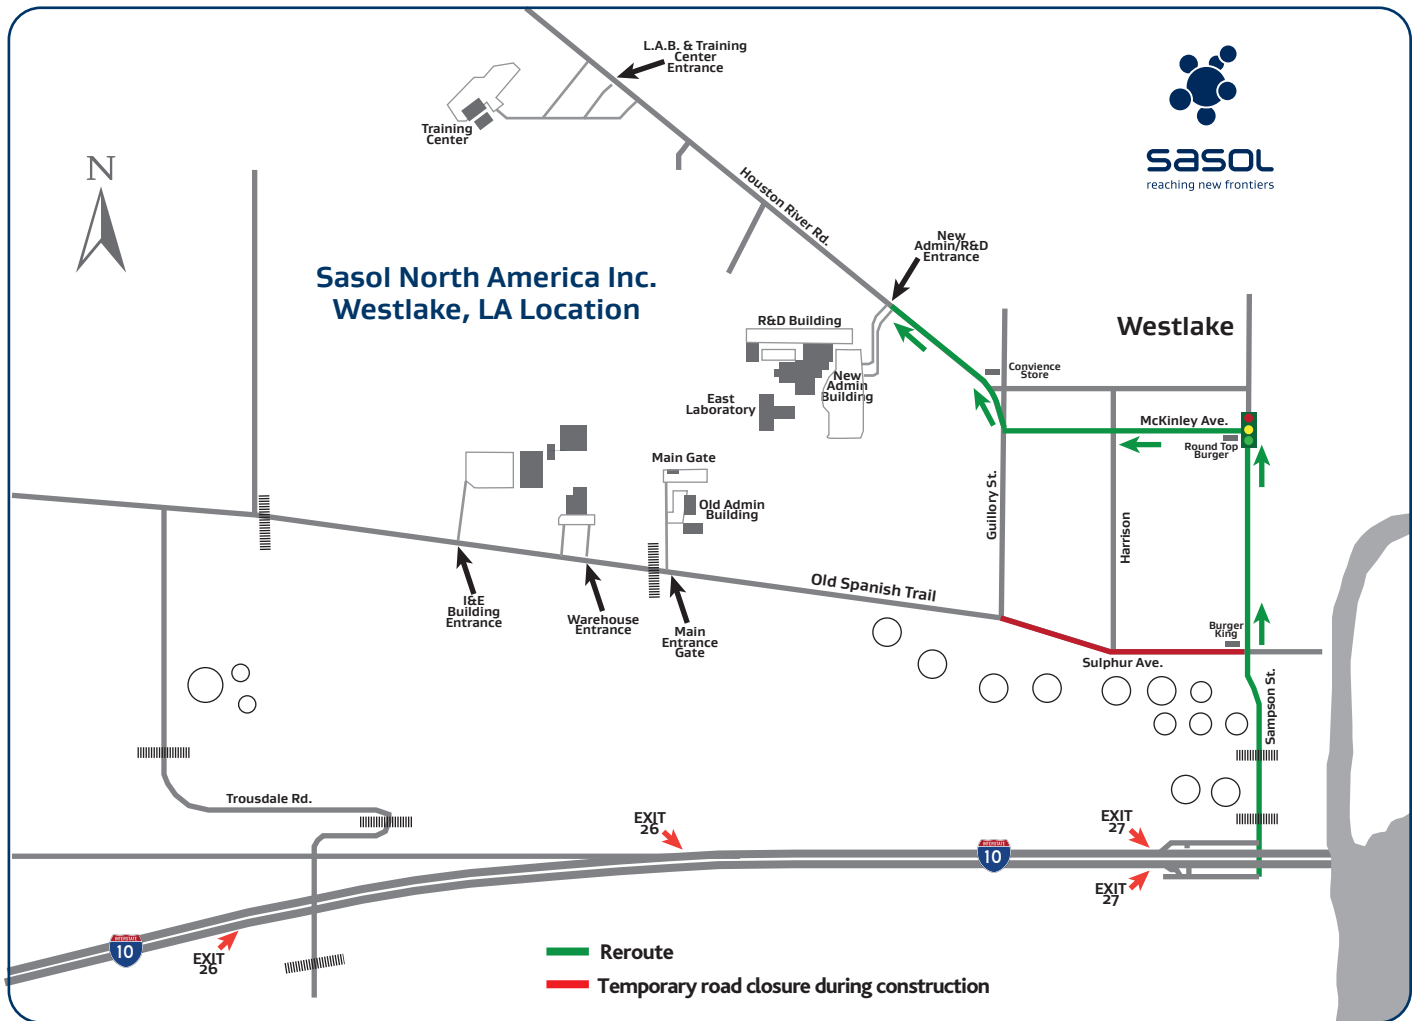 L.A.B. & Training
Center
Entrance
Training
Center
N
sasol
reaching new frontiers
Houston River Rd.
New
Admin/R&D
Entrance
Sasol North America Inc.
Westlake, LA Location
R&D Building
Westlake
New
Admin
Building
East
Laboratory
Convience
Store
McKinley Ave.
Round Top
Burger
Main Gate
Old Admin
Building
Guillory St.
Harrison
Old Spanish Trail
I&E
Building
Entrance
Warehouse
Entrance
Main
Entrance
Gate
Burger
King
Sulphur Ave.
Sampson St.
Trousdale Rd.
EXIT
26
EXIT
27
INTERSTATE
10
EXIT
27
INTERSTATE
10
EXIT
26
Reroute
Temporary road closure during construction